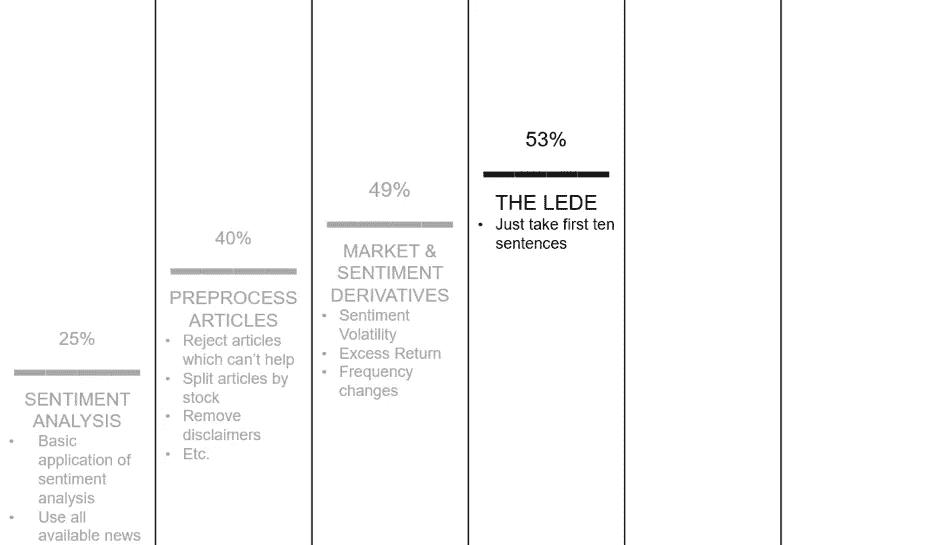 25%
SENTIMENT
ANALYSIS
• Basic
application of
sentiment
analysis
• Use all
available news
40%
PREPROCESS
ARTICLES
• Reject articles
which can't help
• Split articles by
stock
• Remove
disclaimers
• Etc.
49%
MARKET &
SENTIMENT
DERIVATIVES
• Sentiment
Volatility
• Excess Return
• Frequency
changes
53%
THE LEDE
• Just take first ten
sentences